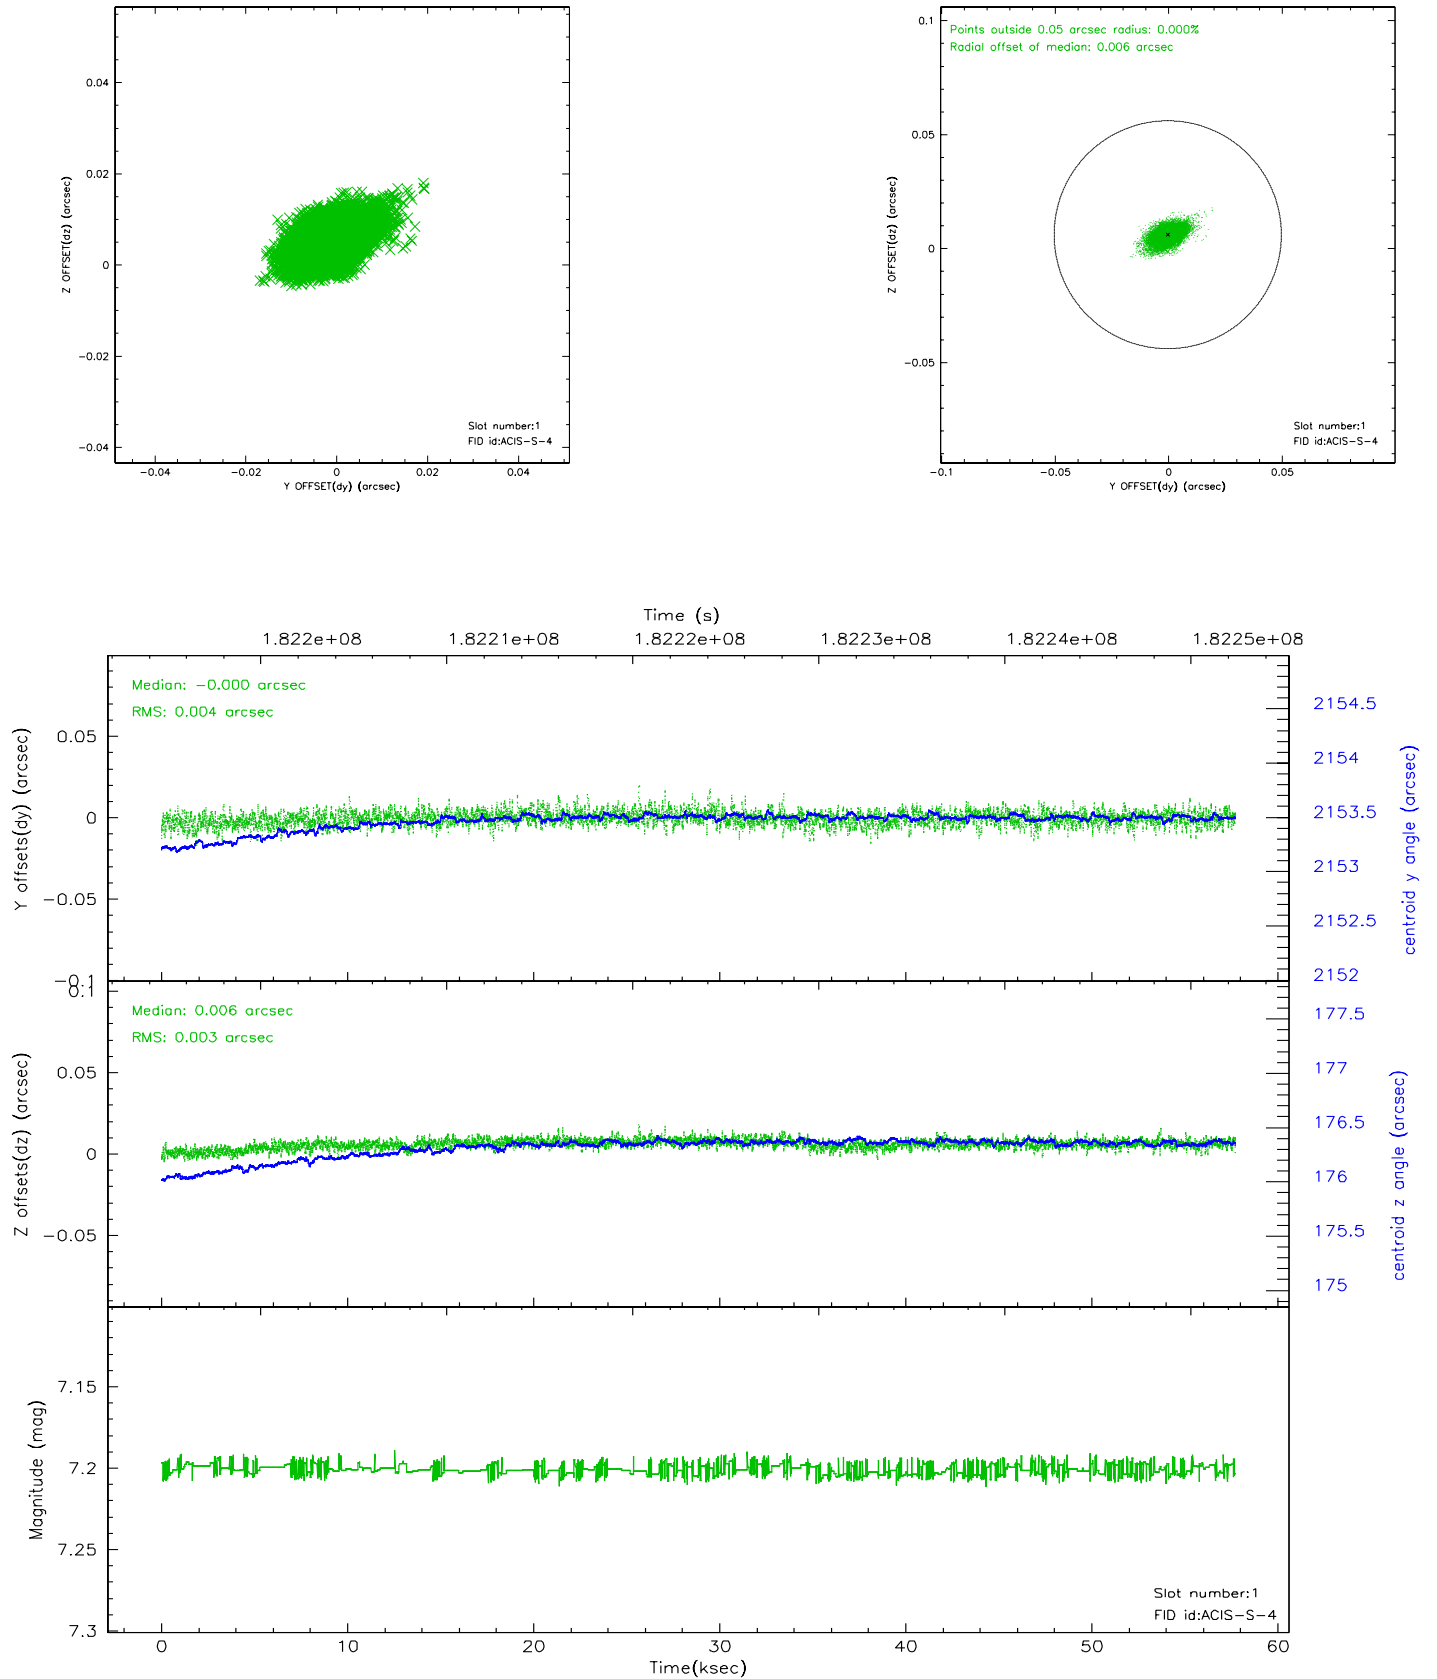 0.04
0.02
0
−0.02
−0.04
Z OFFSET(dz) (arcsec)
−0.04
−0.02
0
0.02
0.04
Y OFFSET(dy) (arcsec)
Slot number:1
FID id:ACIS−S−4
Points outside 0.05 arcsec radius: 0.000%
Radial offset of median: 0.006 arcsec
0.1
0.05
0
−0.05
Z OFFSET(dz) (arcsec)
−0.1
−0.05
0
0.05
Y OFFSET(dy) (arcsec)
Slot number:1
FID id:ACIS−S−4
Time (s)
1.822e+08
1.8221e+08
1.8222e+08
1.8223e+08
1.8224e+08
1.8225e+08
Median: −0.000 arcsec
RMS: 0.004 arcsec
0.05
0
−0.05
−0.1
Y offsets(dy) (arcsec)
2154.5
2154
2153.5
2153
2152.5
2152
centroid y angle (arcsec)
Median: 0.006 arcsec
RMS: 0.003 arcsec
0.1
0.05
0
−0.05
Z offsets(dz) (arcsec)
177.5
177
176.5
176
175.5
175
centroid z angle (arcsec)
7.15
7.2
7.25
7.3
Magnitude (mag)
Slot number:1
FID id:ACIS−S−4
0
10
20
30
40
50
60
Time(ksec)